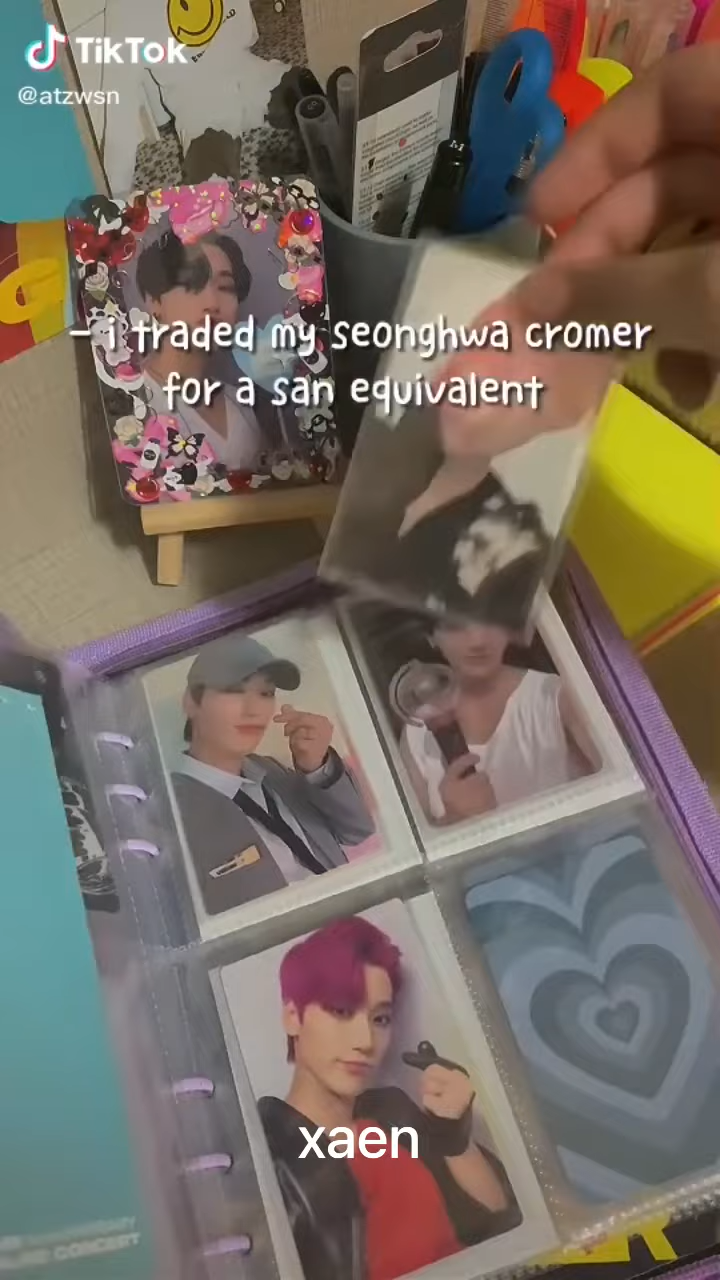 TikTok
@atzwsn
- i traded my seonghwa cromer
for a san equivalent
xaen